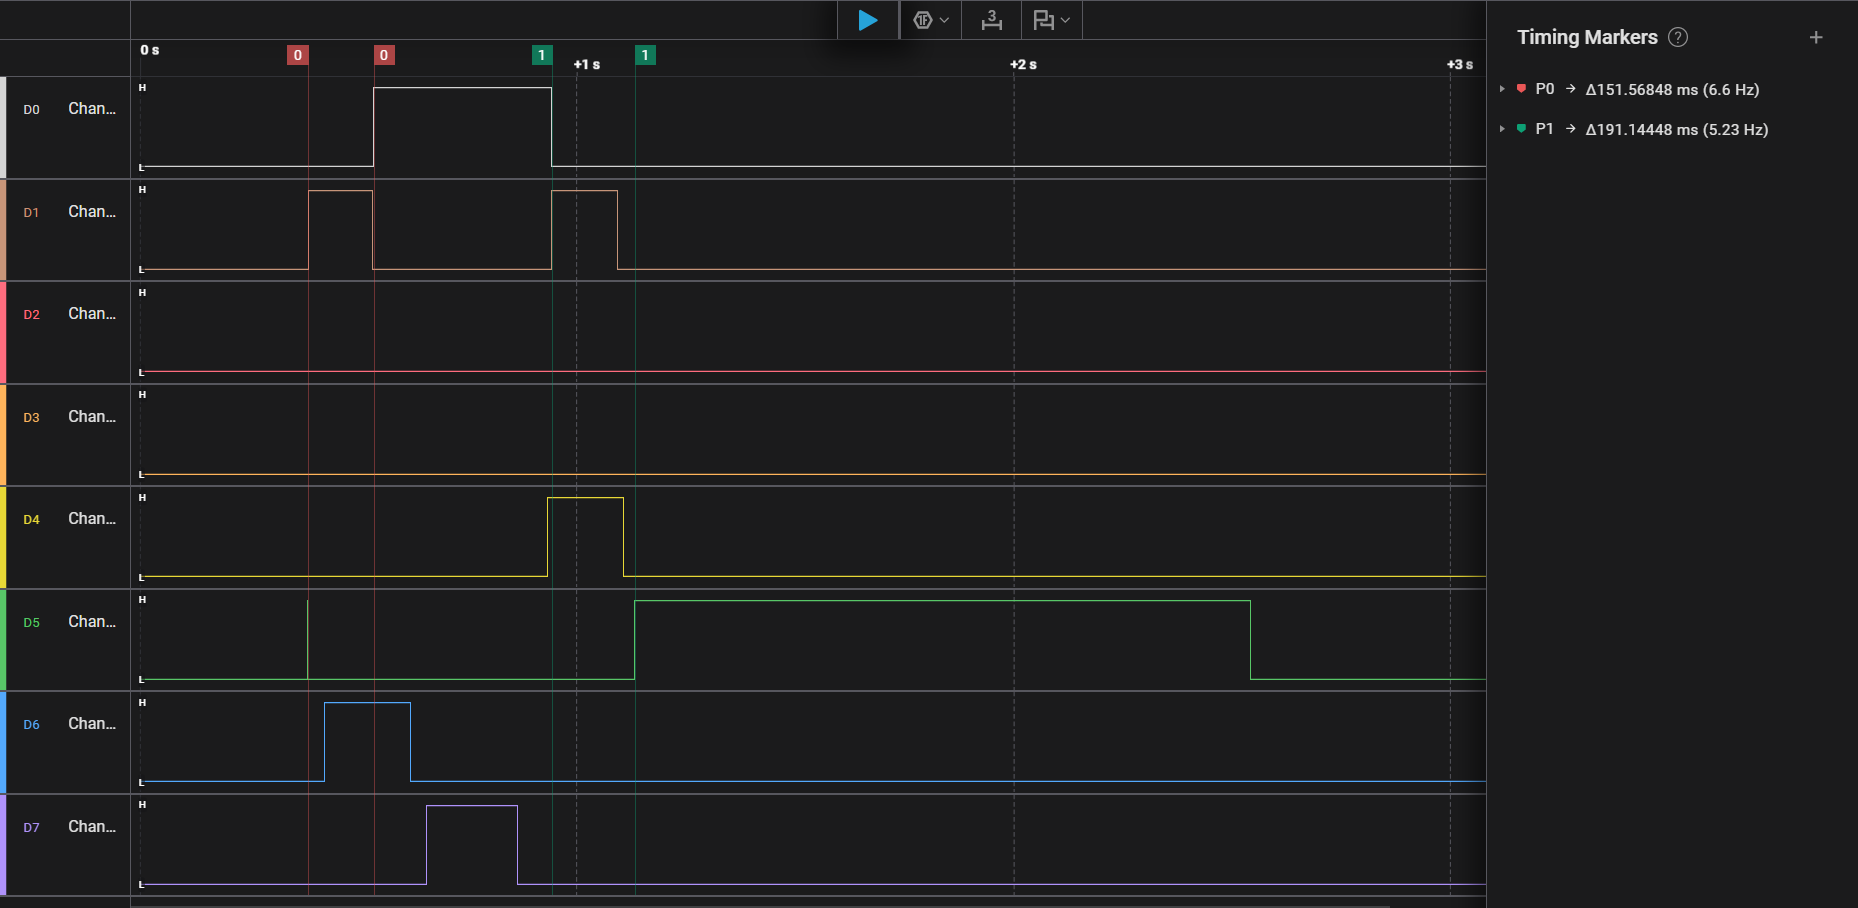 3
Timing Markers ?
0 s
0
0
1
1
+1 s
+2 s
+3 s
P0 → Δ151.56848 ms (6.6 Hz)
P1 → Δ191.14448 ms (5.23 Hz)
H
D0 Chan...
L
H
D1 Chan...
L
H
D2 Chan...
L
H
D3 Chan...
L
H
D4 Chan...
L
H
D5 Chan...
L
H
D6 Chan...
L
H
D7 Chan...
L